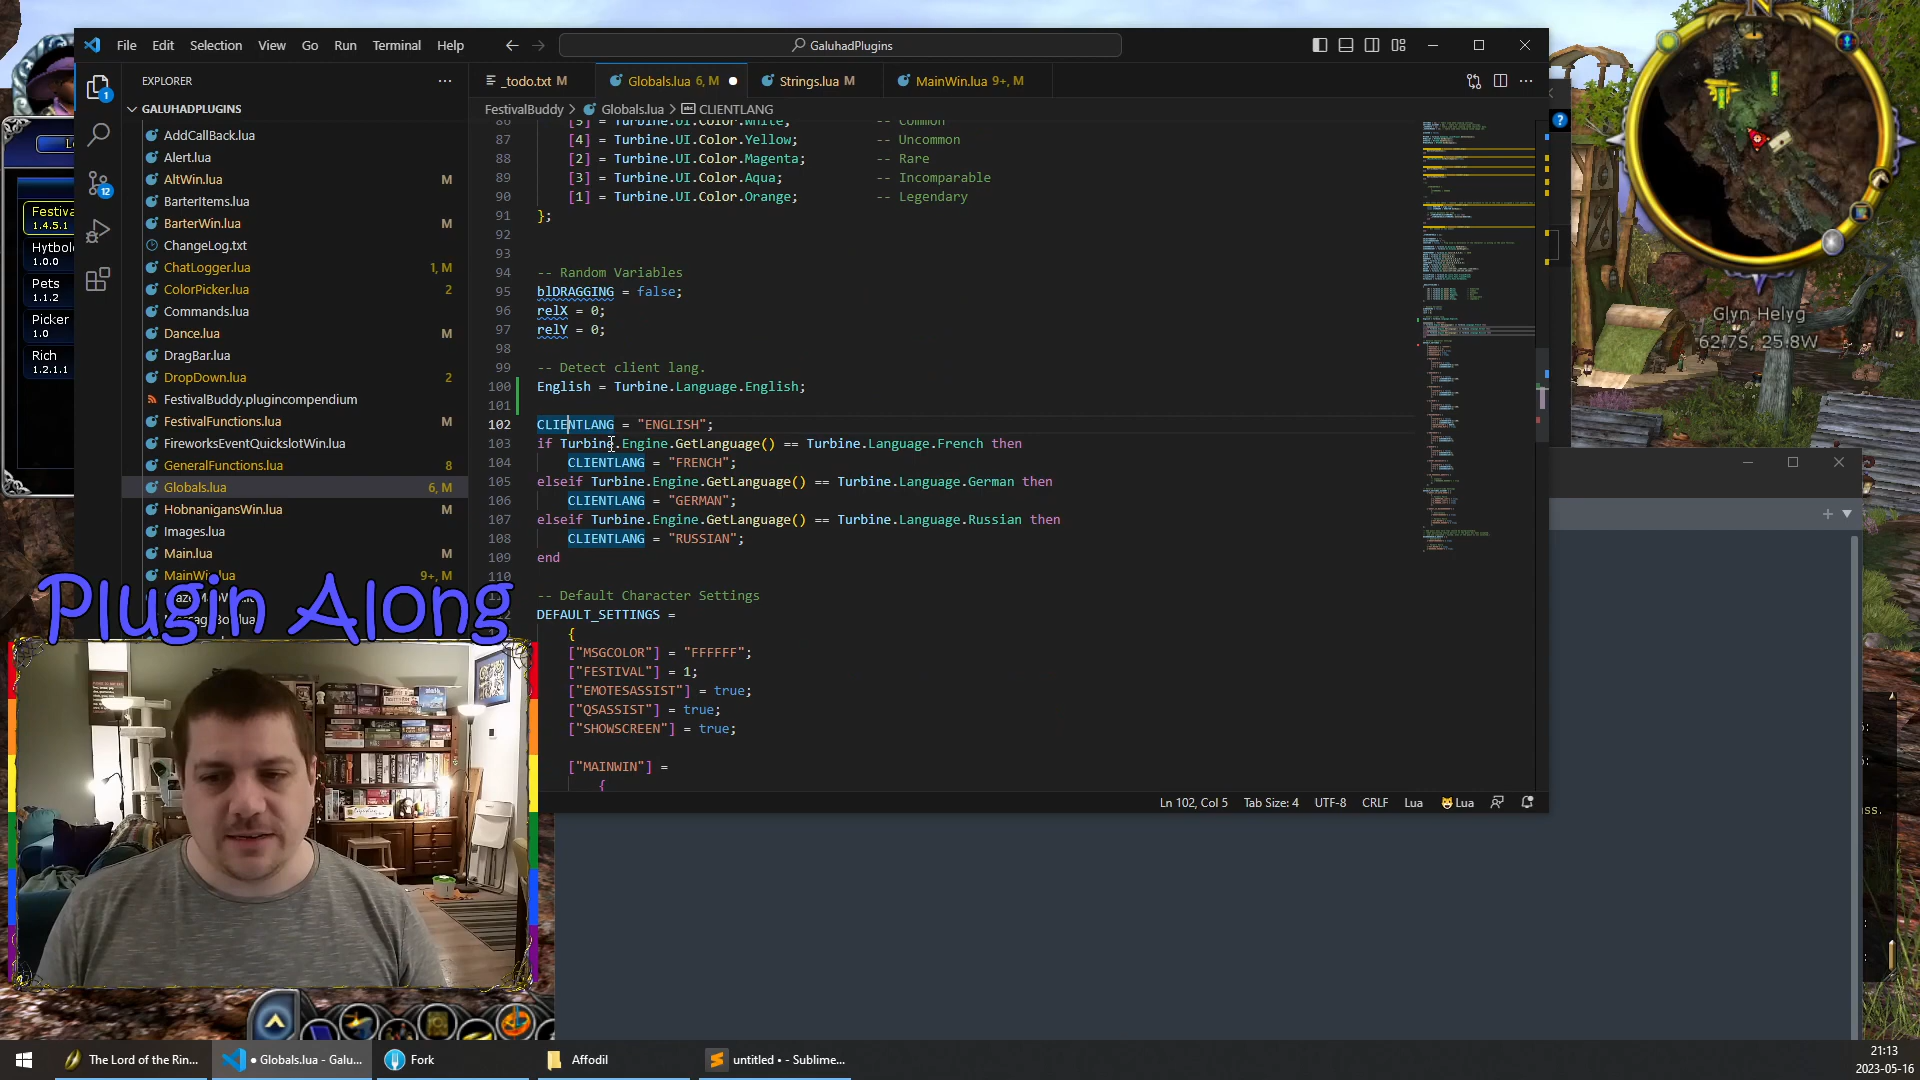 File Edit Selection View Go Run Terminal Help
GaluhadPlugins
EXPLORER
GALUHADPLUGINS
AddCallBack.lua
Alert.lua
AltWin.lua M
BarterItems.lua
BarterWin.lua M
ChangeLog.txt
ChatLogger.lua 1, M
ColorPicker.lua 2
Commands.lua
Dance.lua M
DragBar.lua
DropDown.lua 2
FestivalBuddy.plugincompendium
FestivalFunctions.lua M
FireworksEventQuickslotWin.lua
GeneralFunctions.lua 8
Globals.lua 6, M
HobnanigansWin.lua M
Images.lua
Main.lua M
MainWin.lua 9+, M
1
12
Festiva
1.4.5.1
Hytbol
1.0.0
Pets
1.1.2
Picker
1.0
Rich
1.2.1.1
_todo.txt M
Globals.lua 6, M
Strings.lua M
MainWin.lua 9+, M
FestivalBuddy > Globals.lua > CLIENTLANG
86 [5] = Turbine.UI.Color.White; -- Common
87 [4] = Turbine.UI.Color.Yellow; -- Uncommon
88 [2] = Turbine.UI.Color.Magenta; -- Rare
89 [3] = Turbine.UI.Color.Aqua; -- Incomparable
90 [1] = Turbine.UI.Color.Orange; -- Legendary
91 };
92
93
94 -- Random Variables
95 blDRAGGING = false;
96 relX = 0;
97 relY = 0;
98
99 -- Detect client lang.
100 English = Turbine.Language.English;
101
102 CLIENTLANG = "ENGLISH";
103 if Turbine.Engine.GetLanguage() == Turbine.Language.French then
104 CLIENTLANG = "FRENCH";
105 elseif Turbine.Engine.GetLanguage() == Turbine.Language.German then
106 CLIENTLANG = "GERMAN";
107 elseif Turbine.Engine.GetLanguage() == Turbine.Language.Russian then
108 CLIENTLANG = "RUSSIAN";
109 end
110
-- Default Character Settings
DEFAULT_SETTINGS =
{
["MSGCOLOR"] = "FFFFFF";
["FESTIVAL"] = 1;
["EMOTESASSIST"] = true;
["QSASSIST"] = true;
["SHOWSCREEN"] = true;
["MAINWIN"] =
{
Ln 102, Col 5 Tab Size: 4 UTF-8 CRLF Lua Lua
Plugin Along
N
Glyn Helyg
62.7S, 25.8W
The Lord of the Rin...
● Globals.lua - Galu...
Fork
Affodil
untitled • - Sublime...
21:13
2023-05-16